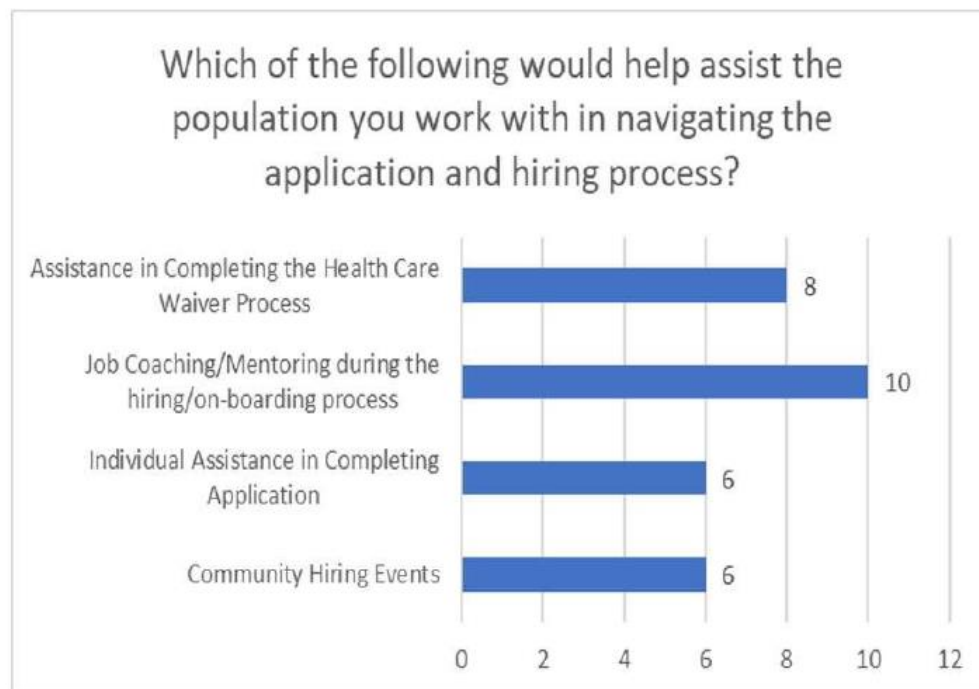 Which of the following would help assist the
population you work with in navigating the
application and hiring process?
Assistance in Completing the Health Care
Waiver Process
8
Job Coaching/Mentoring during the
hiring/on-boarding process
10
Individual Assistance in Completing
Application
6
Community Hiring Events
6
0 2 4 6 8 10 12